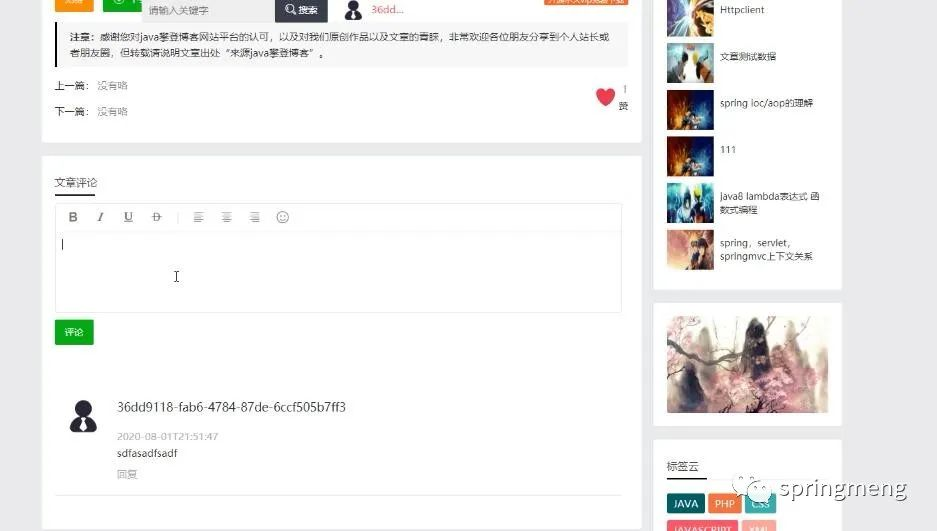 请输入关键字
搜索
36dd...
注意：感谢您对java攀登博客网站平台的认可，以及对我们原创作品以及文章的青睐，非常欢迎各位朋友分享到个人站长或
者朋友圈，但转载请说明文章出处“来源java攀登博客”。
上一篇： 没有咯
下一篇： 没有咯
1
赞
文章评论
B I U D
评论
36dd9118-fab6-4784-87de-6ccf505b7ff3
2020-08-01T21:51:47
sdfasadfsadf
回复
Httpclient
文章测试数据
spring ioc/aop的理解
111
java8 lambda表达式 函
数式编程
spring，servlet，
springmvc上下文关系
标签云
JAVA PHP CSS
JAVASCRIPT XML
springmeng